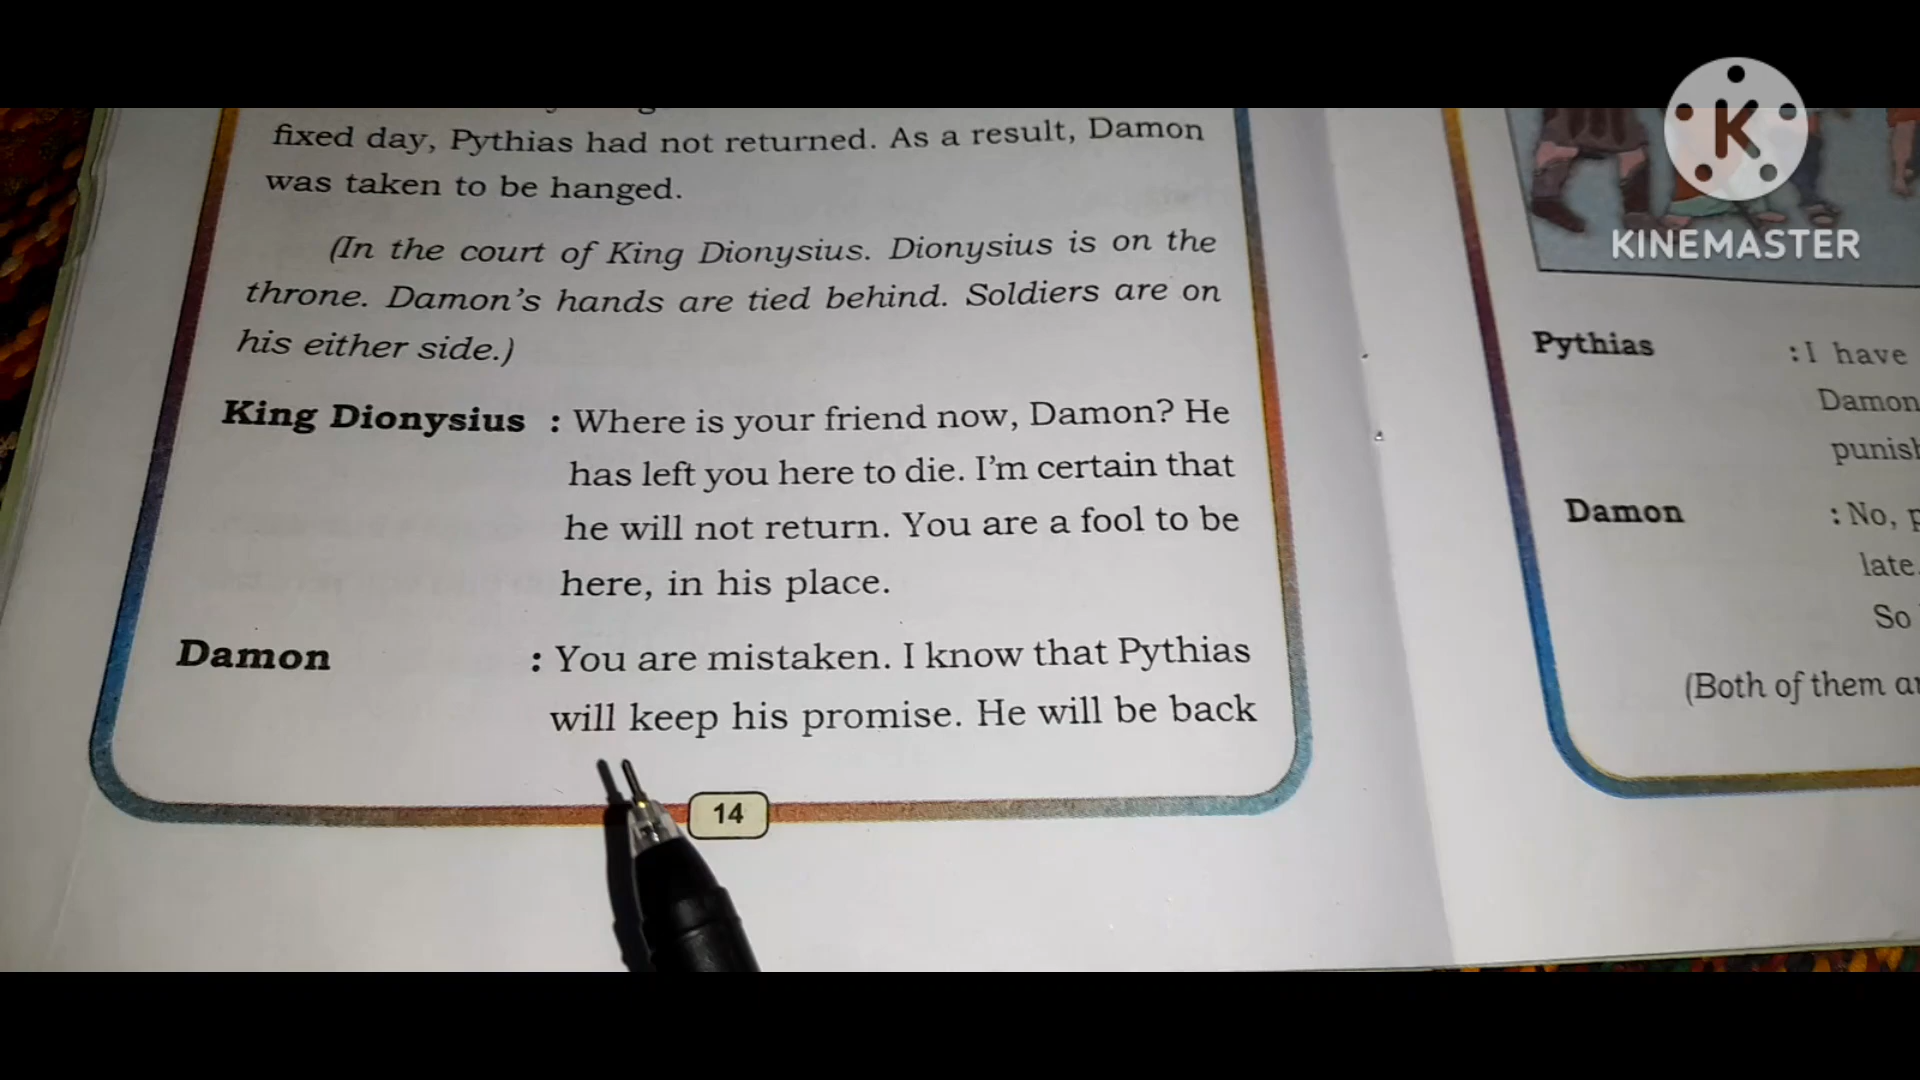 fixed day, Pythias had not returned. As a result, Damon
was taken to be hanged.
(In the court of King Dionysius. Dionysius is on the
throne. Damon's hands are tied behind. Soldiers are on
his either side.)
King Dionysius : Where is your friend now, Damon? He
has left you here to die. I'm certain that
he will not return. You are a fool to be
here, in his place.
Damon : You are mistaken. I know that Pythias
will keep his promise. He will be back
14
K
KINEMASTER
Pythias : I have
Damon
Damon : No,
late.
So
(Both of them